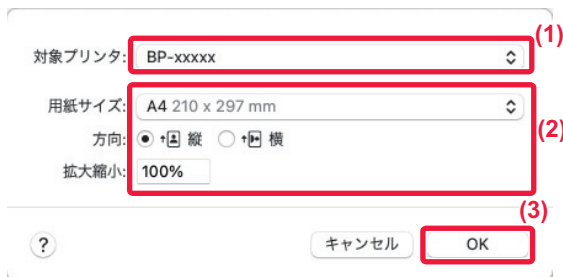 (1)
対象プリンタ: BP-xxxxx
用紙サイズ: A4 210 x 297 mm
(2)
方向: 縦 横
拡大縮小: 100%
(3)
? キャンセル OK